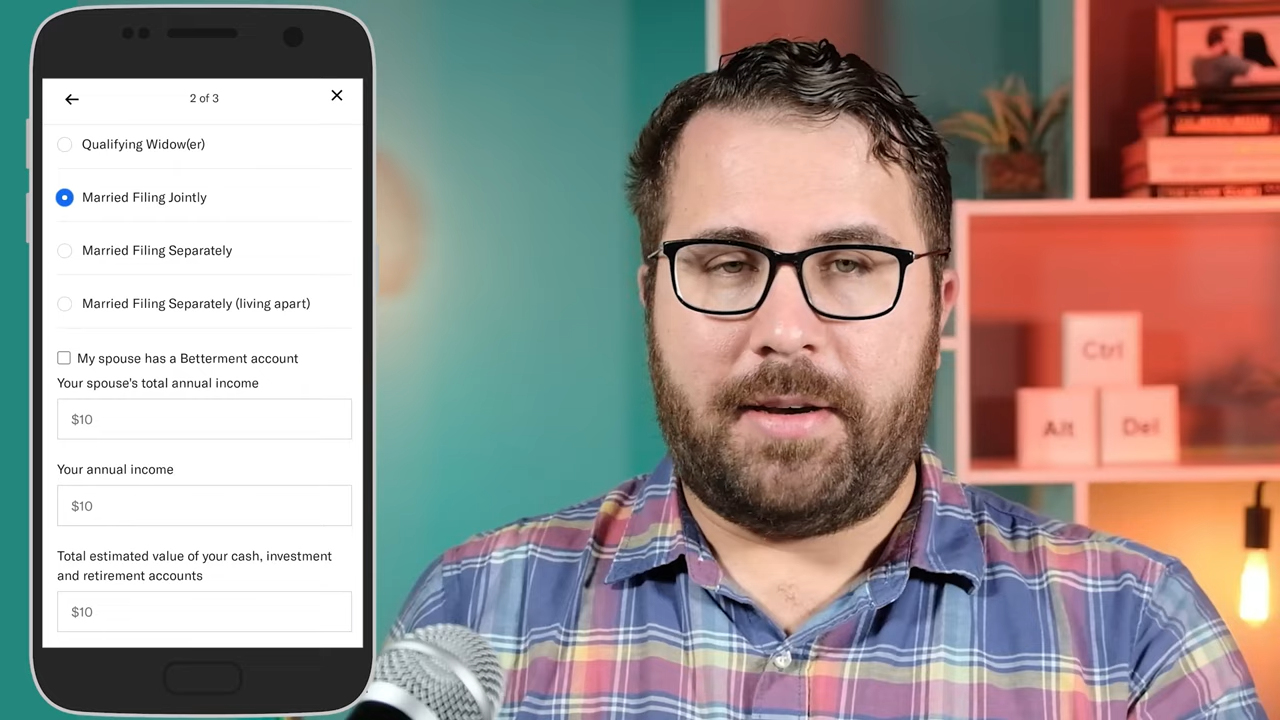 2 of 3
Qualifying Widow(er)
Married Filing Jointly
Married Filing Separately
Married Filing Separately (living apart)
My spouse has a Betterment account
Your spouse's total annual income
$10
Your annual income
$10
Total estimated value of your cash, investment
and retirement accounts
$10
Ctrl
Alt
Del